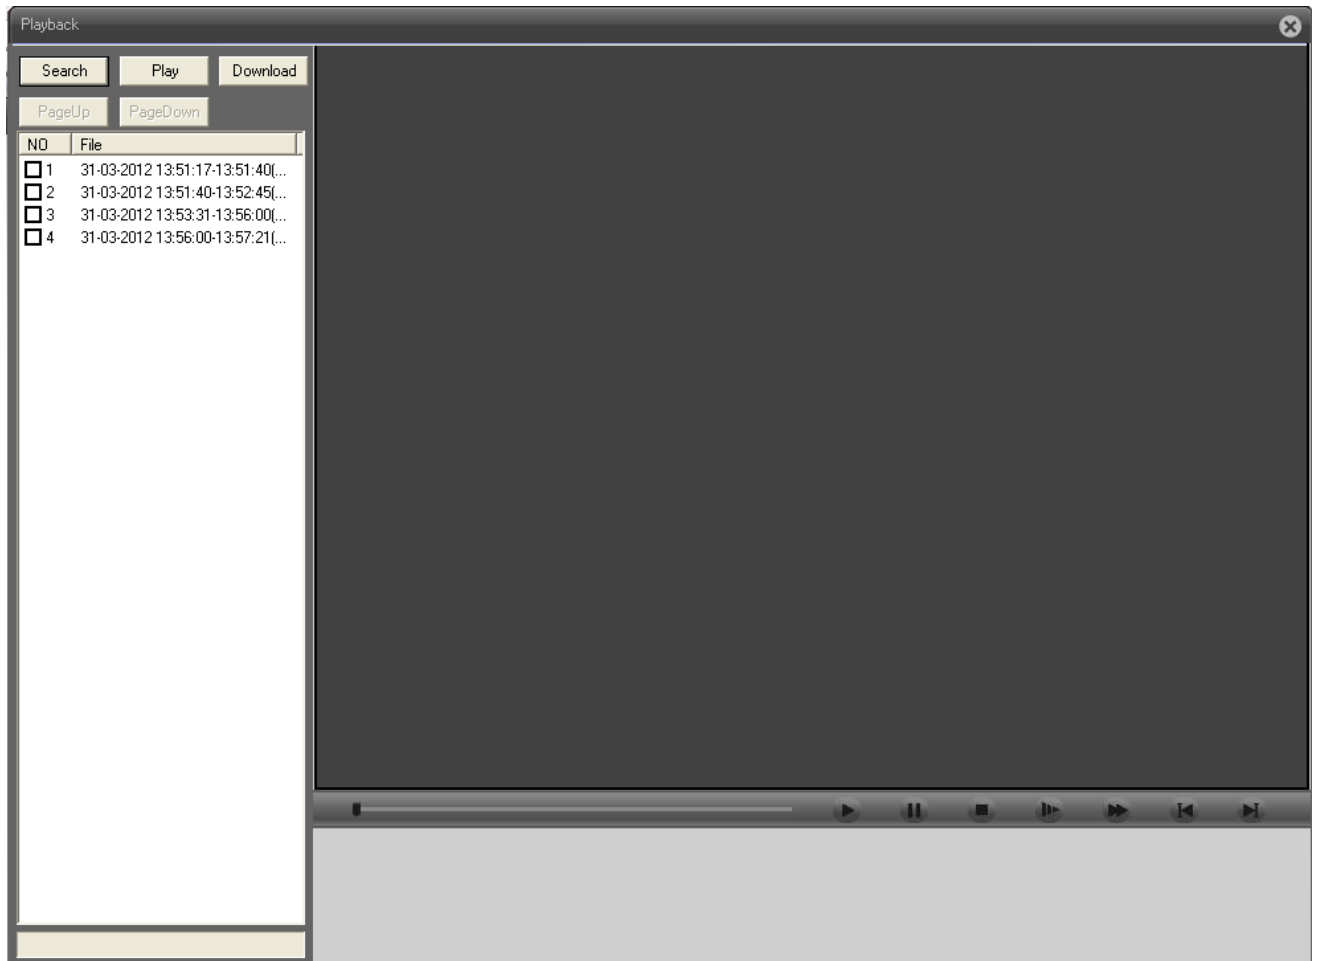 Playback
Search Play Download
PageUp PageDown
NO File
1 31-03-2012 13:51:17-13:51:40(...
2 31-03-2012 13:51:40-13:52:45(...
3 31-03-2012 13:53:31-13:56:00(...
4 31-03-2012 13:56:00-13:57:21(...